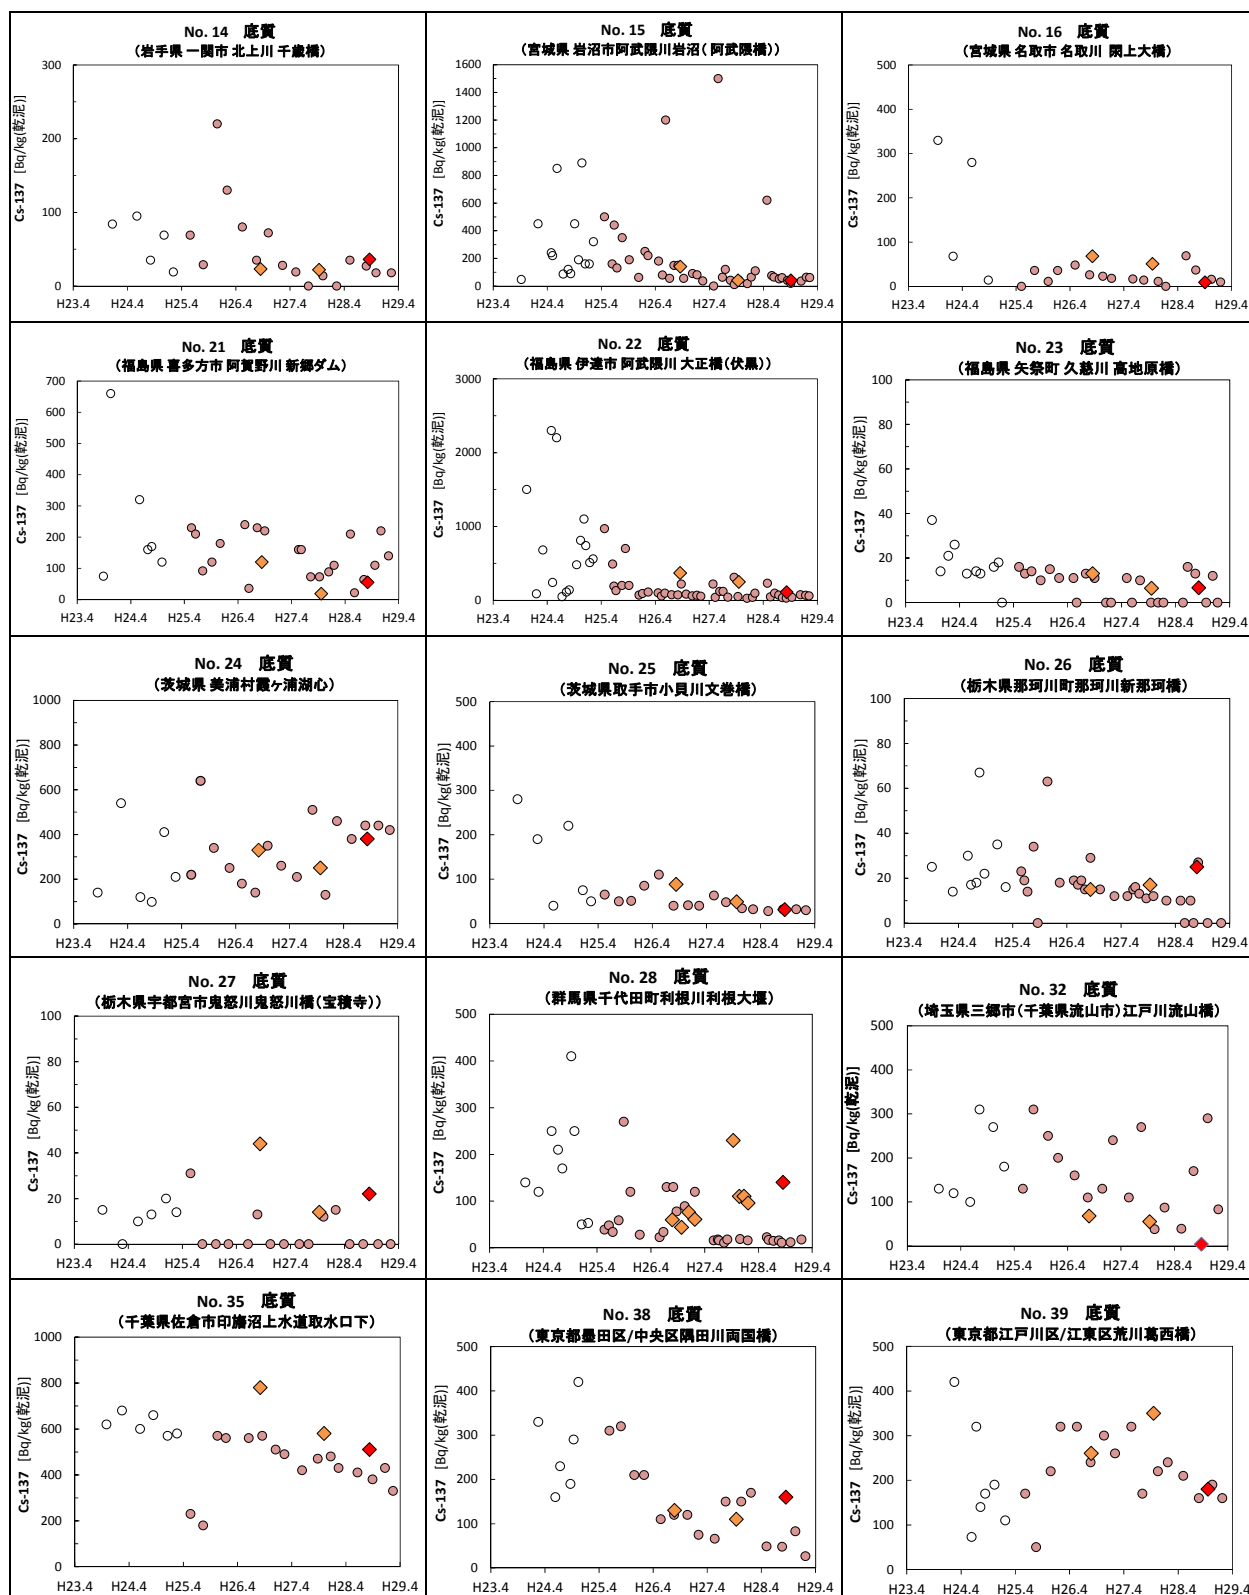 No. 14 底質
(岩手県 一関市 北上川 千歳橋)
Cs-137 [Bq/kg(乾泥)]
300
200
100
0
H23.4 H24.4 H25.4 H26.4 H27.4 H28.4 H29.4
No. 15 底質
(宮城県 岩沼市阿武隈川岩沼(阿武隈橋))
Cs-137 [Bq/kg(乾泥)]
1600
1400
1200
1000
800
600
400
200
0
H23.4 H24.4 H25.4 H26.4 H27.4 H28.4 H29.4
No. 16 底質
(宮城県 名取市 名取川 閖上大橋)
Cs-137 [Bq/kg(乾泥)]
500
400
300
200
100
0
H23.4 H24.4 H25.4 H26.4 H27.4 H28.4 H29.4
No. 21 底質
(福島県 喜多方市 阿賀野川 新郷ダム)
Cs-137 [Bq/kg(乾泥)]
700
600
500
400
300
200
100
0
H23.4 H24.4 H25.4 H26.4 H27.4 H28.4 H29.4
No. 22 底質
(福島県 伊達市 阿武隈川 大正橋(伏黒))
Cs-137 [Bq/kg(乾泥)]
3000
2000
1000
0
H23.4 H24.4 H25.4 H26.4 H27.4 H28.4 H29.4
No. 23 底質
(福島県 矢祭町 久慈川 高地原橋)
Cs-137 [Bq/kg(乾泥)]
100
80
60
40
20
0
H23.4 H24.4 H25.4 H26.4 H27.4 H28.4 H29.4
No. 24 底質
(茨城県 美浦村霞ヶ浦湖心)
Cs-137 [Bq/kg(乾泥)]
1000
800
600
400
200
0
H23.4 H24.4 H25.4 H26.4 H27.4 H28.4 H29.4
No. 25 底質
(茨城県取手市小貝川文巻橋)
Cs-137 [Bq/kg(乾泥)]
500
400
300
200
100
0
H23.4 H24.4 H25.4 H26.4 H27.4 H28.4 H29.4
No. 26 底質
(栃木県那珂川町那珂川新那珂橋)
Cs-137 [Bq/kg(乾泥)]
100
80
60
40
20
0
H23.4 H24.4 H25.4 H26.4 H27.4 H28.4 H29.4
No. 27 底質
(栃木県宇都宮市鬼怒川鬼怒川橋(宝積寺))
Cs-137 [Bq/kg(乾泥)]
100
80
60
40
20
0
H23.4 H24.4 H25.4 H26.4 H27.4 H28.4 H29.4
No. 28 底質
(群馬県千代田町利根川利根大堰)
Cs-137 [Bq/kg(乾泥)]
500
400
300
200
100
0
H23.4 H24.4 H25.4 H26.4 H27.4 H28.4 H29.4
No. 32 底質
(埼玉県三郷市(千葉県流山市)江戸川流山橋)
Cs-137 [Bq/kg(乾泥)]
500
400
300
200
100
0
H23.4 H24.4 H25.4 H26.4 H27.4 H28.4 H29.4
No. 35 底質
(千葉県佐倉市印旛沼上水道取水口下)
Cs-137 [Bq/kg(乾泥)]
1000
800
600
400
200
0
H23.4 H24.4 H25.4 H26.4 H27.4 H28.4 H29.4
No. 38 底質
(東京都墨田区/中央区隅田川両国橋)
Cs-137 [Bq/kg(乾泥)]
500
400
300
200
100
0
H23.4 H24.4 H25.4 H26.4 H27.4 H28.4 H29.4
No. 39 底質
(東京都江戸川区/江東区荒川葛西橋)
Cs-137 [Bq/kg(乾泥)]
500
400
300
200
100
0
H23.4 H24.4 H25.4 H26.4 H27.4 H28.4 H29.4